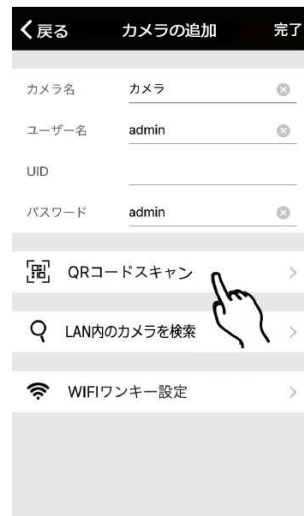 戻る カメラの追加 完了
カメラ名 カメラ
ユーザー名 admin
UID
パスワード admin
QRコードスキャン
LAN内のカメラを検索
WIFIワンキー設定